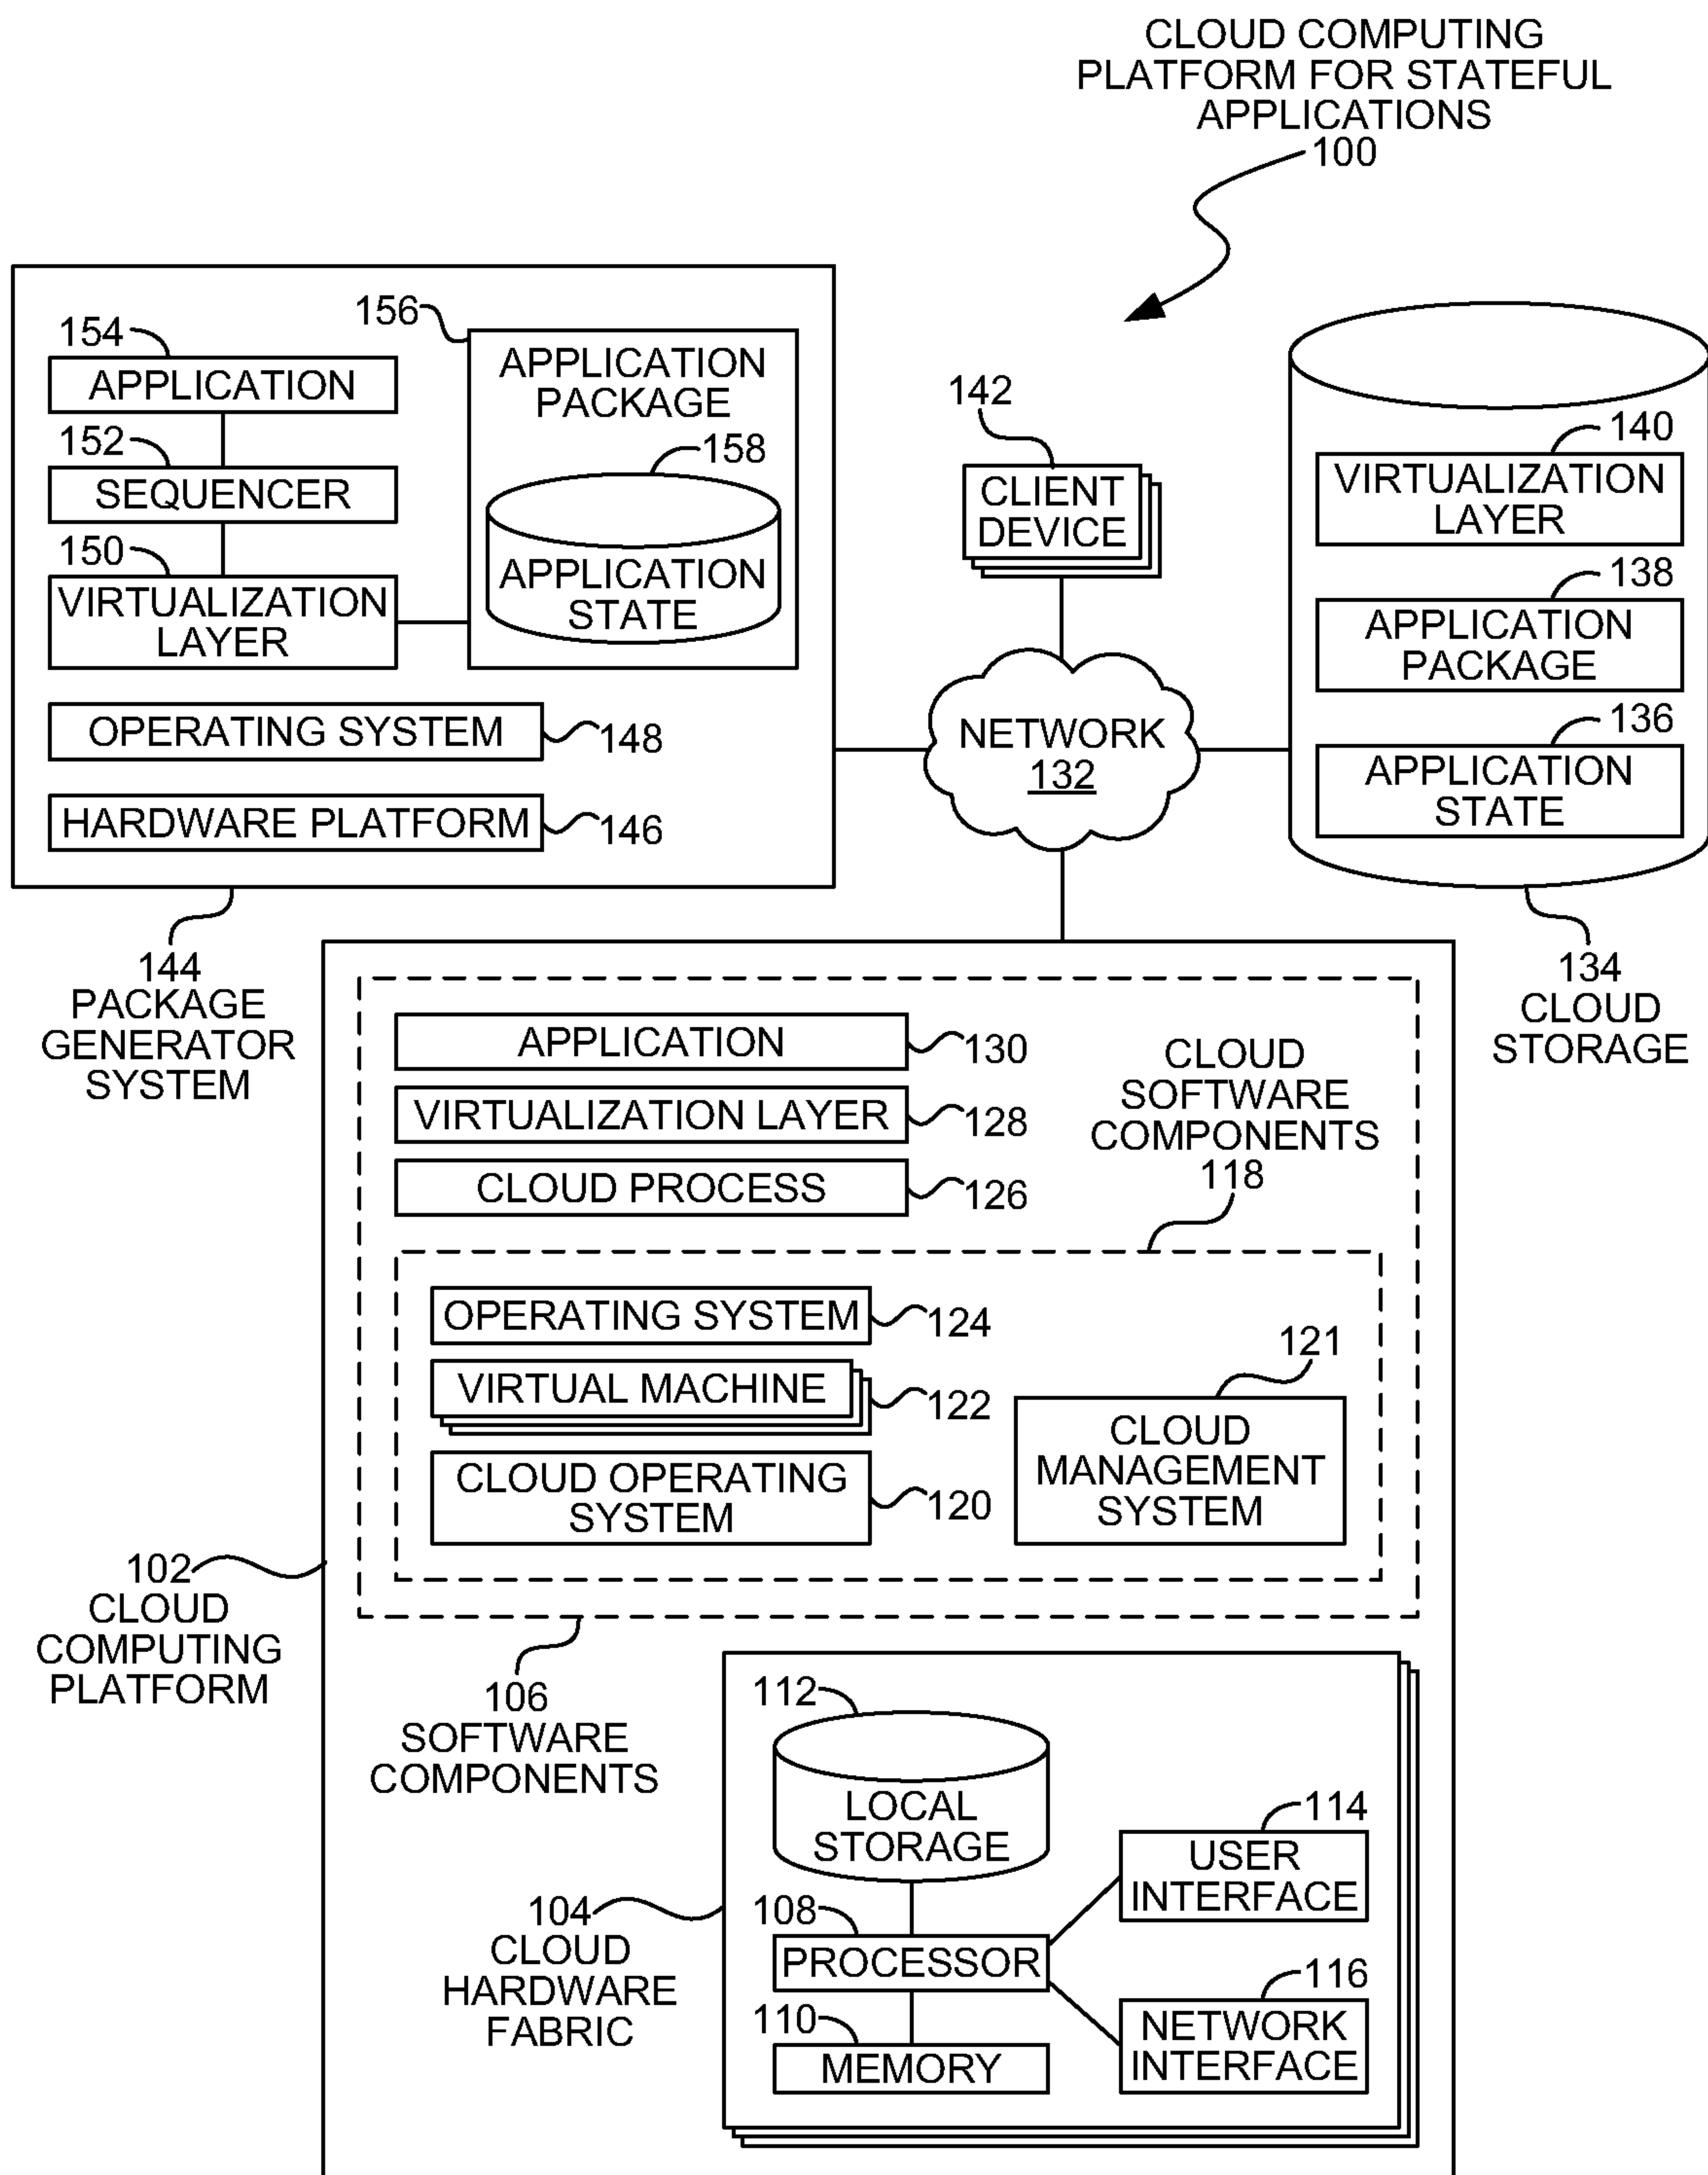 CLOUD COMPUTING
PLATFORM FOR STATEFUL
APPLICATIONS
100
154
APPLICATION
152
SEQUENCER
150
VIRTUALIZATION
LAYER
156
APPLICATION
PACKAGE
158
APPLICATION
STATE
OPERATING SYSTEM
148
HARDWARE PLATFORM
146
144
PACKAGE
GENERATOR
SYSTEM
142
CLIENT
DEVICE
NETWORK
132
140
VIRTUALIZATION
LAYER
138
APPLICATION
PACKAGE
136
APPLICATION
STATE
134
CLOUD
STORAGE
APPLICATION
130
VIRTUALIZATION LAYER
128
CLOUD PROCESS
126
CLOUD
SOFTWARE
COMPONENTS
118
OPERATING SYSTEM
124
VIRTUAL MACHINE
122
CLOUD OPERATING
SYSTEM
120
121
CLOUD
MANAGEMENT
SYSTEM
102
CLOUD
COMPUTING
PLATFORM
106
SOFTWARE
COMPONENTS
112
LOCAL
STORAGE
108
PROCESSOR
110
MEMORY
114
USER
INTERFACE
116
NETWORK
INTERFACE
104
CLOUD
HARDWARE
FABRIC